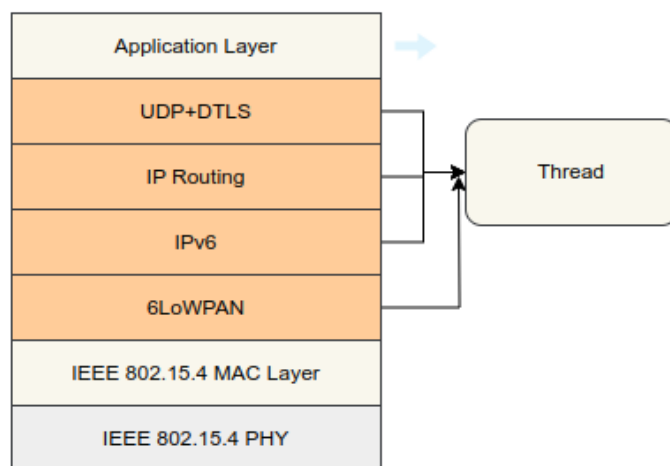 Application Layer
UDP+DTLS
IP Routing
Thread
IPv6
6LoWPAN
IEEE 802.15.4 MAC Layer
IEEE 802.15.4 PHY